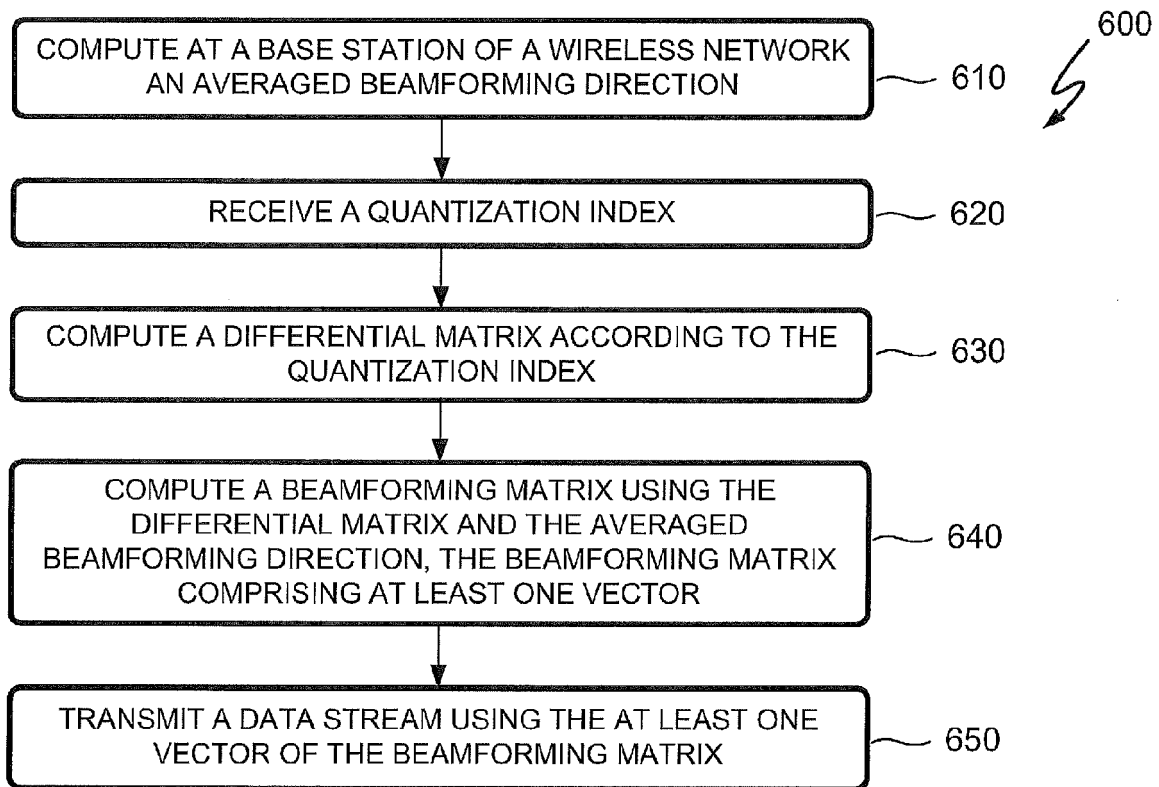 600
COMPUTE AT A BASE STATION OF A WIRELESS NETWORK
AN AVERAGED BEAMFORMING DIRECTION
610
RECEIVE A QUANTIZATION INDEX
620
COMPUTE A DIFFERENTIAL MATRIX ACCORDING TO THE
QUANTIZATION INDEX
630
COMPUTE A BEAMFORMING MATRIX USING THE
DIFFERENTIAL MATRIX AND THE AVERAGED
BEAMFORMING DIRECTION, THE BEAMFORMING MATRIX
COMPRISING AT LEAST ONE VECTOR
640
TRANSMIT A DATA STREAM USING THE AT LEAST ONE
VECTOR OF THE BEAMFORMING MATRIX
650